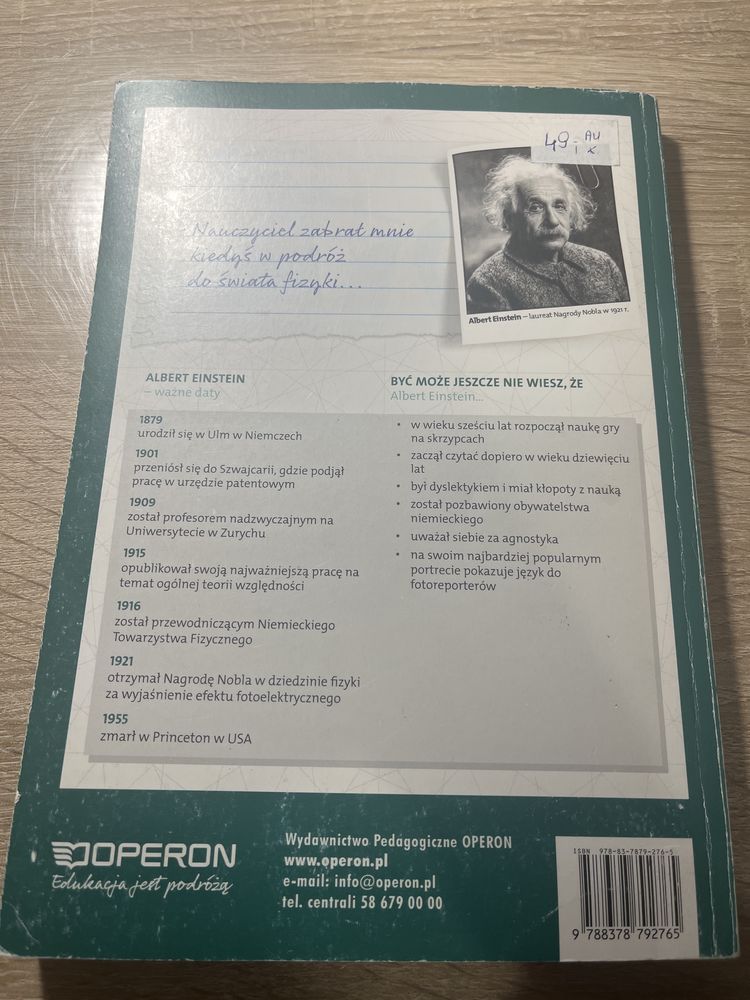 49,- AU
K.
Nauczyciel zabrał mnie
kiedyś w podróż
do świata fizyki...
Albert Einstein – laureat Nagrody Nobla w 1921 r.
ALBERT EINSTEIN
– ważne daty
1879
urodził się w Ulm w Niemczech
1901
przeniósł się do Szwajcarii, gdzie podjął
pracę w urzędzie patentowym
1909
został profesorem nadzwyczajnym na
Uniwersytecie w Zurychu
1915
opublikował swoją najważniejszą pracę na
temat ogólnej teorii względności
1916
został przewodniczącym Niemieckiego
Towarzystwa Fizycznego
1921
otrzymał Nagrodę Nobla w dziedzinie fizyki
za wyjaśnienie efektu fotoelektrycznego
1955
zmarł w Princeton w USA
BYĆ MOŻE JESZCZE NIE WIESZ, ŻE
Albert Einstein...
• w wieku sześciu lat rozpoczął naukę gry
na skrzypcach
• zaczął czytać dopiero w wieku dziewięciu
lat
• był dyslektykiem i miał kłopoty z nauką
• został pozbawiony obywatelstwa
niemieckiego
• uważał siebie za agnostyka
• na swoim najbardziej popularnym
portrecie pokazuje język do
fotoreporterów
OPERON
Edukacja jest podróżą
Wydawnictwo Pedagogiczne OPERON
www.operon.pl
e-mail: info@operon.pl
tel. centrali 58 679 00 00
ISBN 978-83-7879-276-5
9 788378 792765